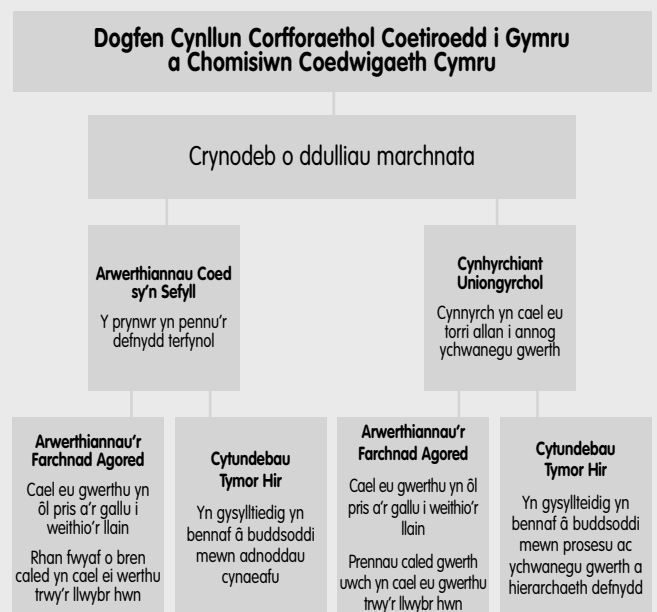 Dogfen Cynllun Corfforaethol Coetiroedd i Gymru
a Chomisiwn Coedwigaeth Cymru
Crynodeb o ddulliau marchnata
Arwerthiannau Coed
sy'n Sefyll
Y prynwr yn pennu'r
defnydd terfynol
Cynhyrchiant
Uniongyrchol
Cynnyrch yn cael eu
torri allan i annog
ychwanegu gwerth
Arwerthiannau'r
Farchnad Agored
Cael eu gwerthu yn
ôl pris a'r gallu i
weithio'r llain
Rhan fwyaf o bren
caled yn cael ei werthu
trwy'r llwybr hwn
Cytundebau
Tymor Hir
Yn gysylltiedig yn
bennaf â buddsoddi
mewn adnoddau
cynaeafu
Arwerthiannau'r
Farchnad Agored
Cael eu gwerthu yn ôl
pris a'r gallu i weithio'r
llain
Prennau caled gwerth
uwch yn cael eu gwerthu
trwy'r llwybr hwn
Cytundebau
Tymor Hir
Yn gysyllteidig yn
bennaf â buddsoddi
mewn prosesu ac
ychwanegu gwerth a
hierarchaeth defnydd